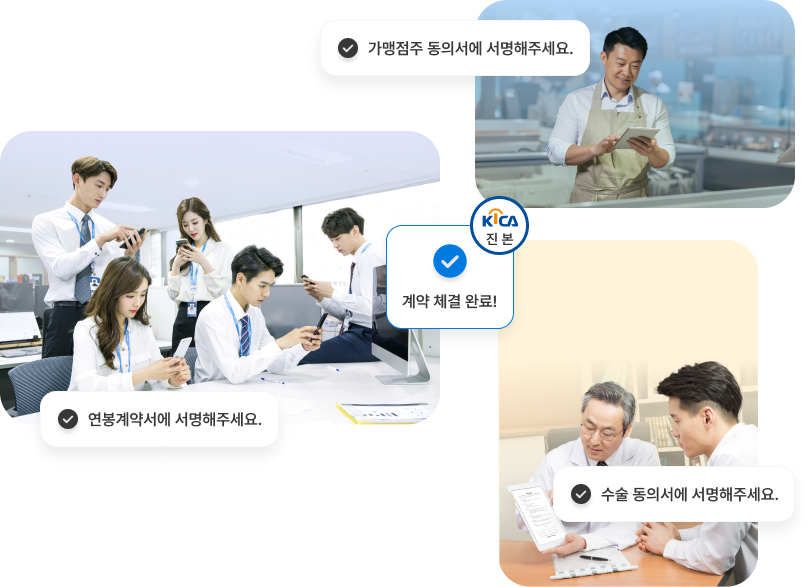 가맹점주 동의서에 서명해주세요.
KICA
진 본
계약 체결 완료!
연봉계약서에 서명해주세요.
수술 동의서에 서명해주세요.